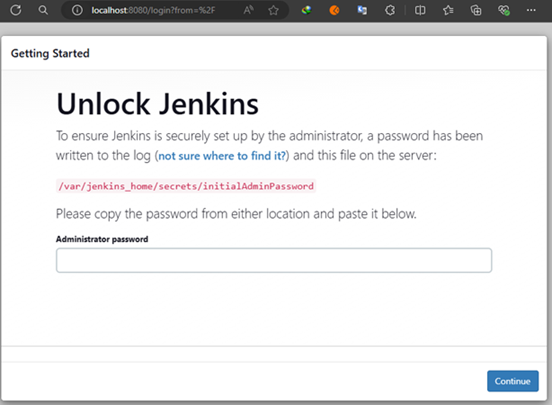 localhost:8080/login?from=%2F
Getting Started
Unlock Jenkins
To ensure Jenkins is securely set up by the administrator, a password has been
written to the log (not sure where to find it?) and this file on the server:
/var/jenkins_home/secrets/initialAdminPassword
Please copy the password from either location and paste it below.
Administrator password
Continue